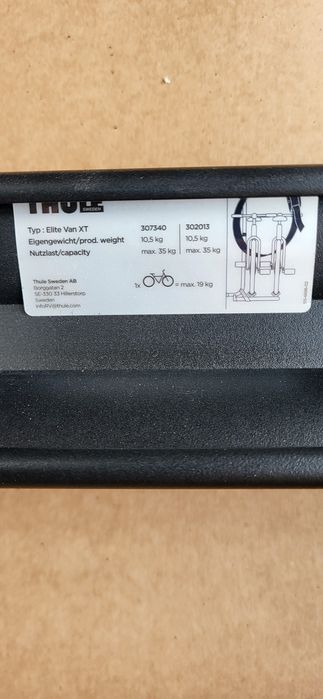 THULE
SWEDEN
Typ : Elite Van XT 307340 302013
Eigengewicht/prod. weight 10,5 kg 10,5 kg
Nutzlast/capacity max. 35 kg max. 35 kg
1x = max. 19 kg
Thule Sweden AB
Borggatan 2
SE-330 33 Hillerstorp
Sweden
infoRV@thule.com